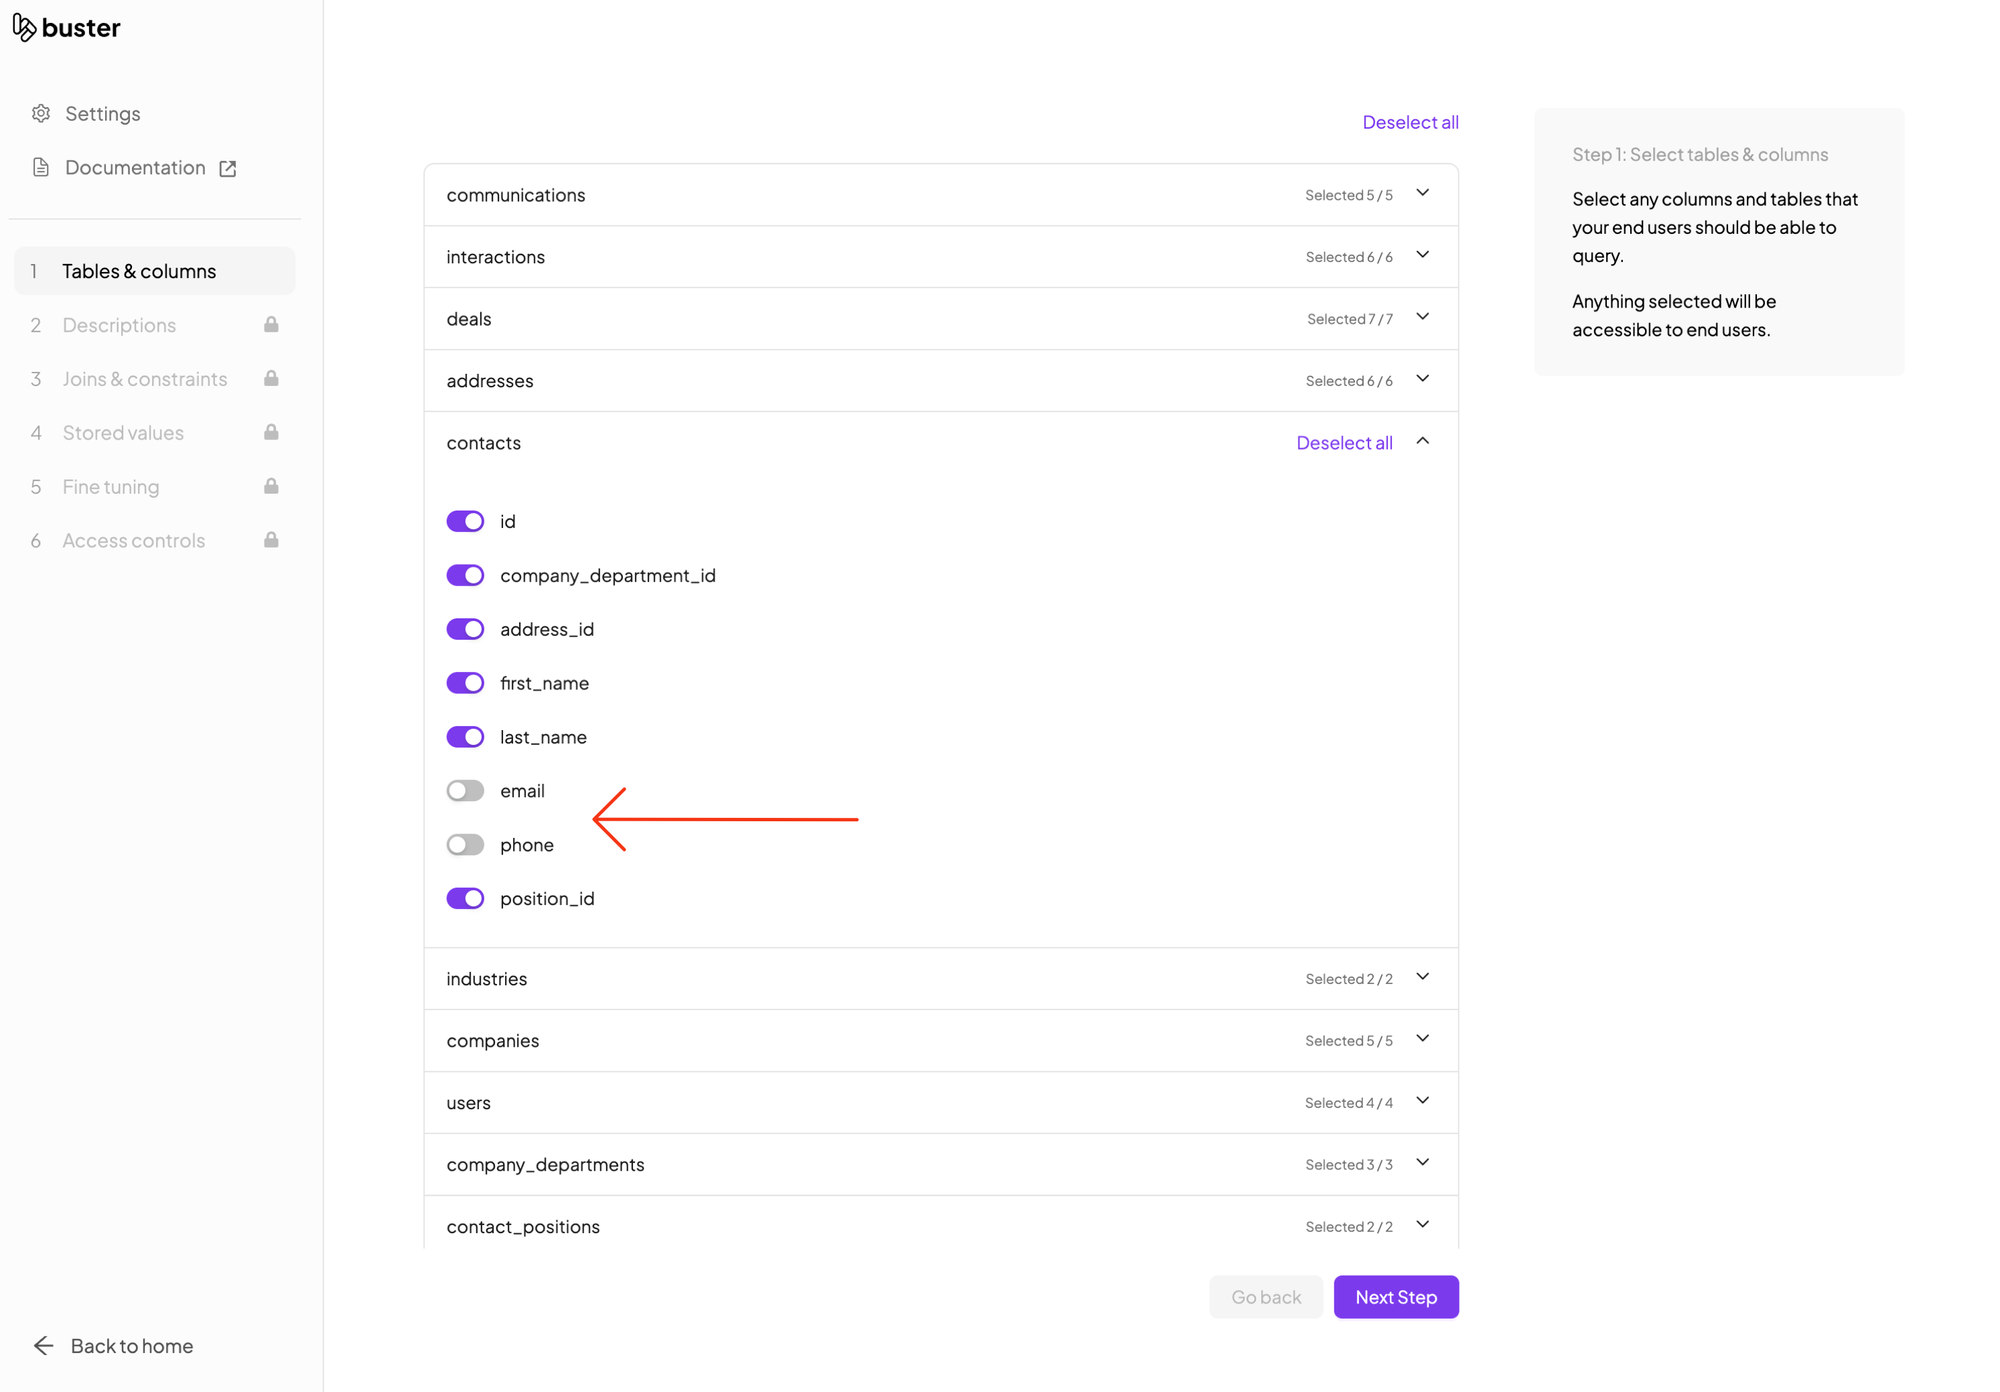 buster
Settings
Documentation
1 Tables & columns
2 Descriptions
3 Joins & constraints
4 Stored values
5 Fine tuning
6 Access controls
Back to home
Deselect all
communications Selected 5 / 5
interactions Selected 6 / 6
deals Selected 7 / 7
addresses Selected 6 / 6
contacts Deselect all
id
company_department_id
address_id
first_name
last_name
email
phone
position_id
industries Selected 2 / 2
companies Selected 5 / 5
users Selected 4 / 4
company_departments Selected 3 / 3
contact_positions Selected 2 / 2
Go back Next Step
Step 1: Select tables & columns
Select any columns and tables that
your end users should be able to
query.
Anything selected will be
accessible to end users.